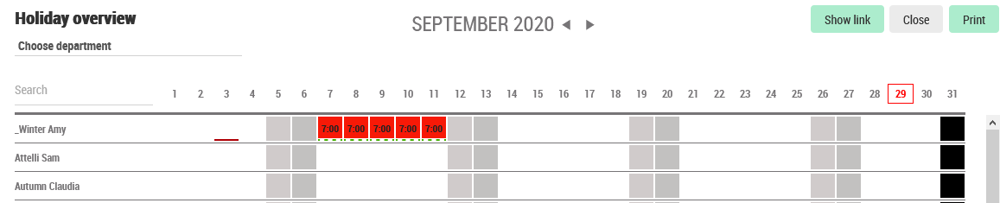 Holiday overview
SEPTEMBER 2020
Show link Close Print
Choose department
Search 1 2 3 4 5 6 7 8 9 10 11 12 13 14 15 16 17 18 19 20 21 22 23 24 25 26 27 28 29 30 31
_Winter Amy 7:00 7:00 7:00 7:00 7:00
Attelli Sam
Autumn Claudia